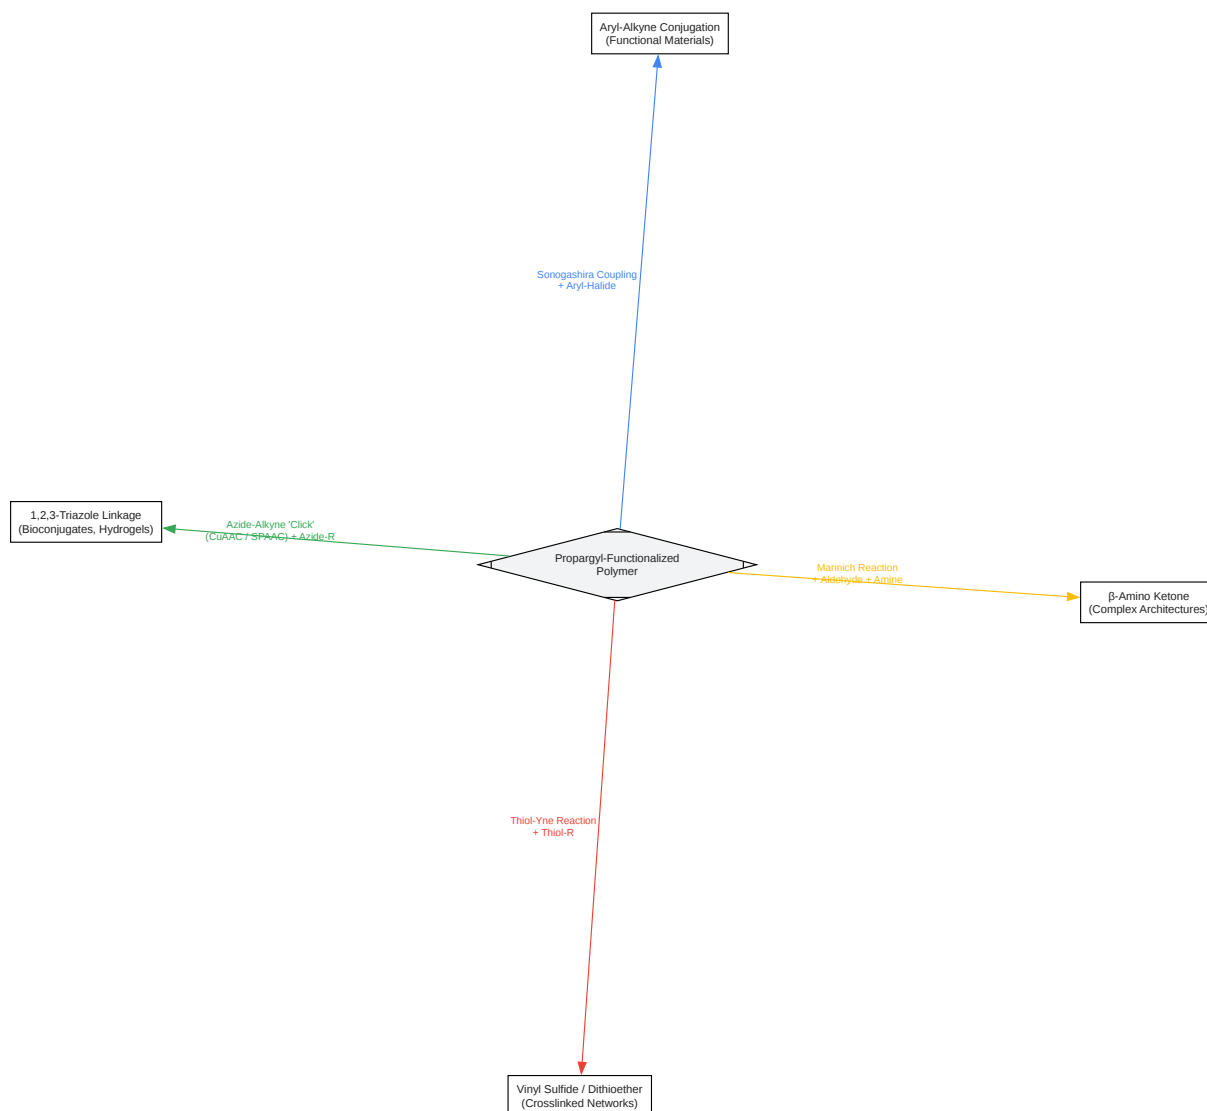 Aryl-Alkyne Conjugation
(Functional Materials)
Sonogashira Coupling
+ Aryl-Halide
1,2,3-Triazole Linkage
(Bioconjugates, Hydrogels)
Azide-Alkyne 'Click'
(CuAAC / SPAAC) + Azide-R
Propargyl-Functionalized
Polymer
Mannich Reaction
+ Aldehyde + Amine
β-Amino Ketone
(Complex Architectures)
Thiol-Yne Reaction
+ Thiol-R
Vinyl Sulfide / Dithioether
(Crosslinked Networks)